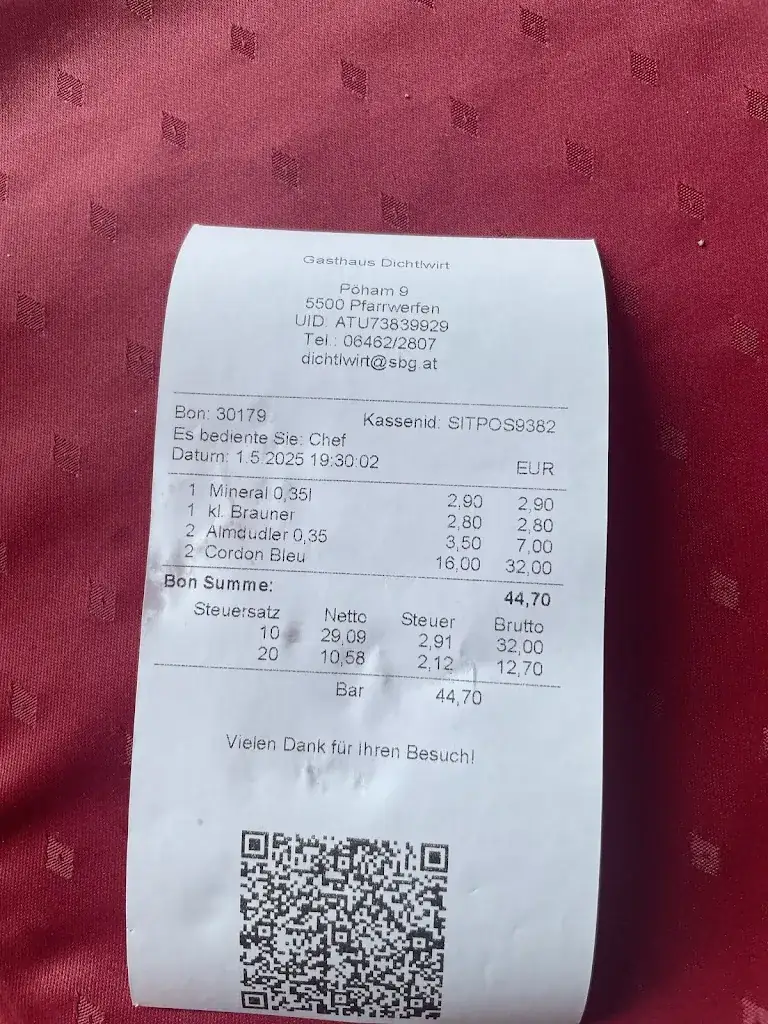 Gasthaus Dichtlwirt
Pöham 9
5500 Pfarrwerfen
UID: ATU73839929
Tel.: 06462/2807
dichtlwirt@sbg.at
Bon: 30179 Kassenid: SITPOS9382
Es bediente Sie: Chef
Datum: 1.5.2025 19:30:02 EUR
1 Mineral 0,35l 2,90 2,90
1 kl. Brauner 2,80 2,80
2 Almdudler 0,35 3,50 7,00
2 Cordon Bleu 16,00 32,00
Bon Summe: 44,70
Steuersatz Netto Steuer Brutto
10 29,09 2,91 32,00
20 10,58 2,12 12,70
Bar 44,70
Vielen Dank für Ihren Besuch!